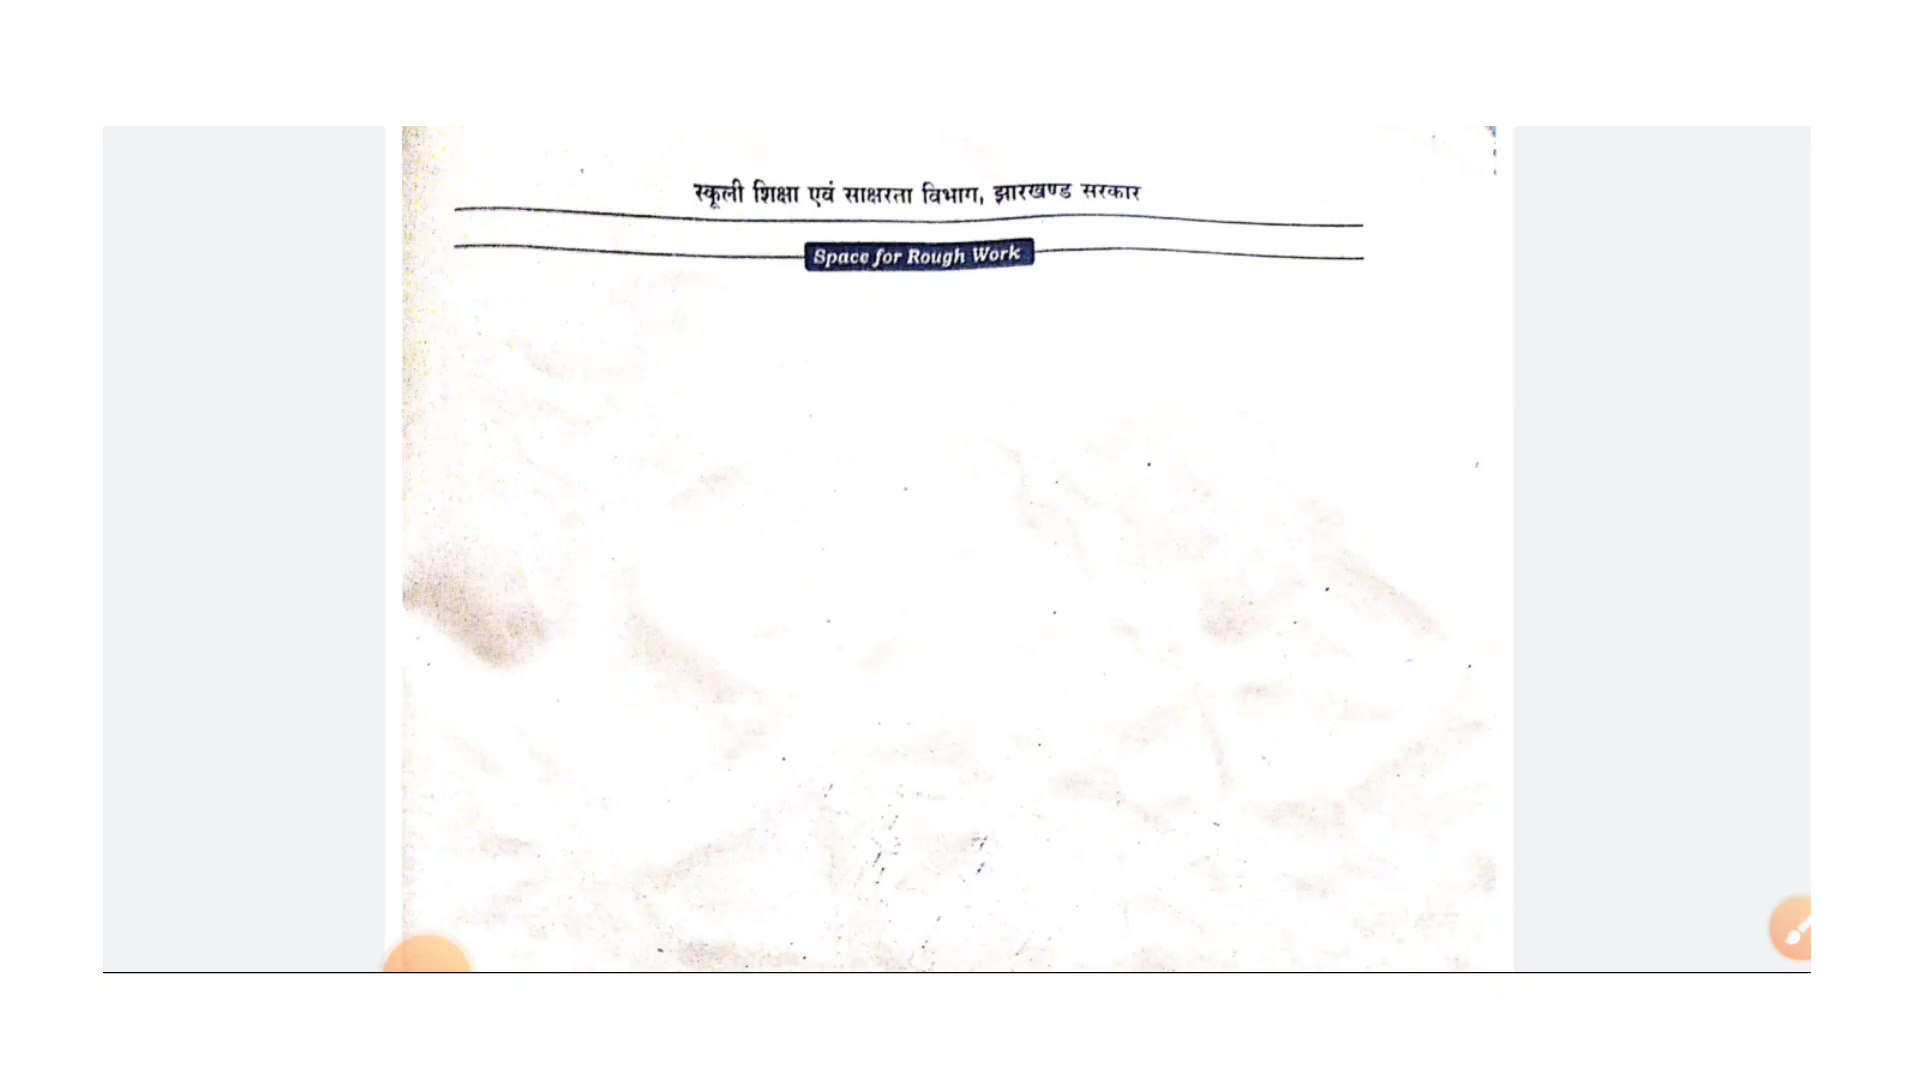 स्कूली शिक्षा एवं साक्षरता विभाग, झारखण्ड सरकार
Space for Rough Work